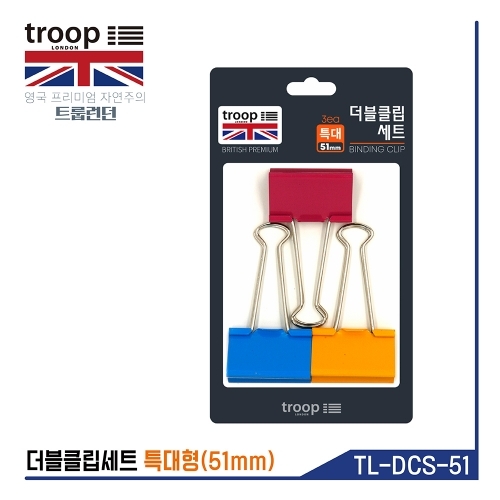 troop
LONDON
영국 프리미엄 자연주의
트룹런던
troop
LONDON
BRITISH PREMIUM
3ea
특대
51mm
더블클립
세트
BINDING CLIP
troop
LONDON
더블클립세트 특대형(51mm)
TL-DCS-51